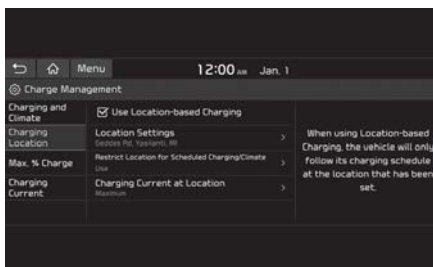 Menu
12:00 AM Jan. 1
Charge Management
Charging and
Climate
Use Location-based Charging
Charging
Location
Location Settings
Geddes Rd, Ypsilanti, MI
Max. % Charge
Restrict Location for Scheduled Charging/Climate
Use
Charging
Current
Charging Current at Location
Maximum
When using Location-based
Charging, the vehicle will only
follow its charging schedule
at the location that has been
set.